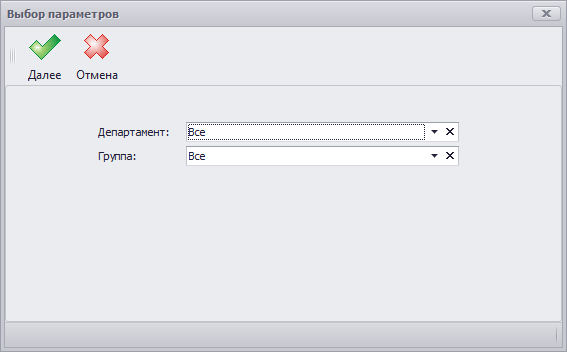 Выбор параметров
Далее Отмена
Департамент: Все
Группа: Все